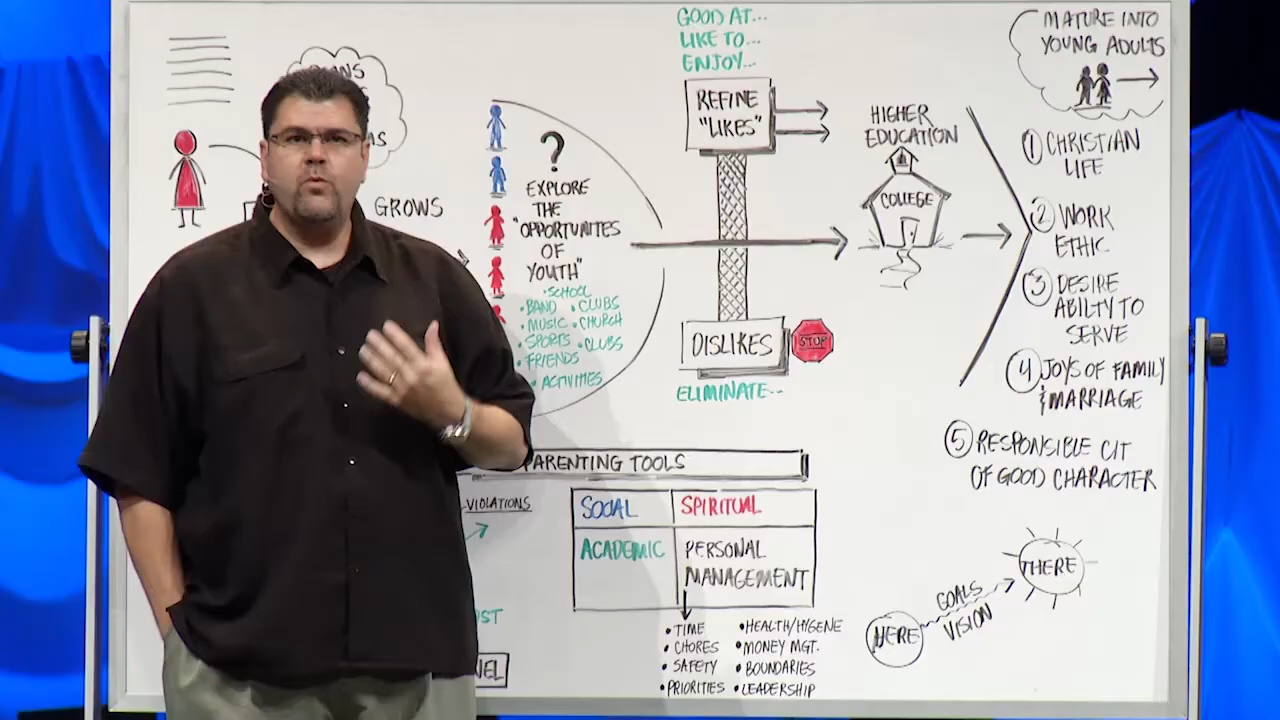 GROWS
?
EXPLORE
THE
"OPPORTUNITES
OF
YOUTH"
•SCHOOL
•BAND •CLUBS
•MUSIC •CHURCH
•SPORTS •CLUBS
•FRIENDS
•ACTIVITIES
GOOD AT...
LIKE TO...
ENJOY...
REFINE
"LIKES"
DISLIKES
STOP
ELIMINATE...
HIGHER
EDUCATION
COLLEGE
MATURE INTO
YOUNG ADULTS
① CHRISTIAN
LIFE
② WORK
ETHIC
③ DESIRE
ABILTY TO
SERVE
④ JOYS OF FAMILY
& MARRIAGE
⑤ RESPONSIBLE CIT
OF GOOD CHARACTER
PARENTING TOOLS
VIOLATIONS
SOCIAL SPIRITUAL
ACADEMIC PERSONAL
MANAGEMENT
•TIME •HEALTH/HYGENE
•CHORES •MONEY MGT.
•SAFETY •BOUNDARIES
•PRIORITIES •LEADERSHIP
HERE
GOALS
VISION
THERE